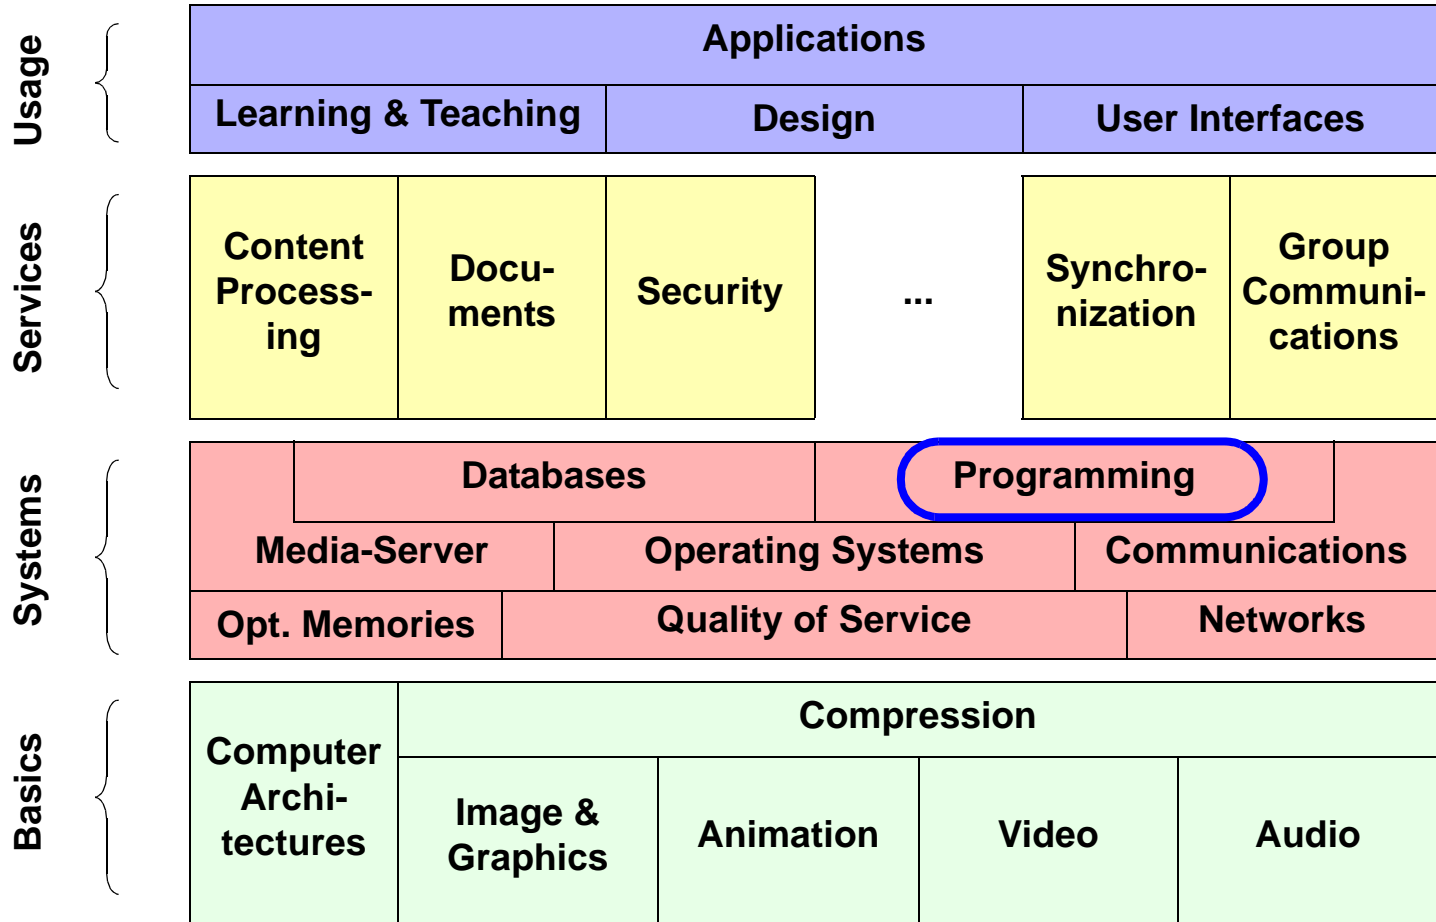 Usage
Applications
Learning & Teaching
Design
User Interfaces
Services
Content
Process-
ing
Docu-
ments
Security
...
Synchro-
nization
Group
Communi-
cations
Systems
Databases
Programming
Media-Server
Operating Systems
Communications
Opt. Memories
Quality of Service
Networks
Basics
Computer
Archi-
tectures
Compression
Image &
Graphics
Animation
Video
Audio